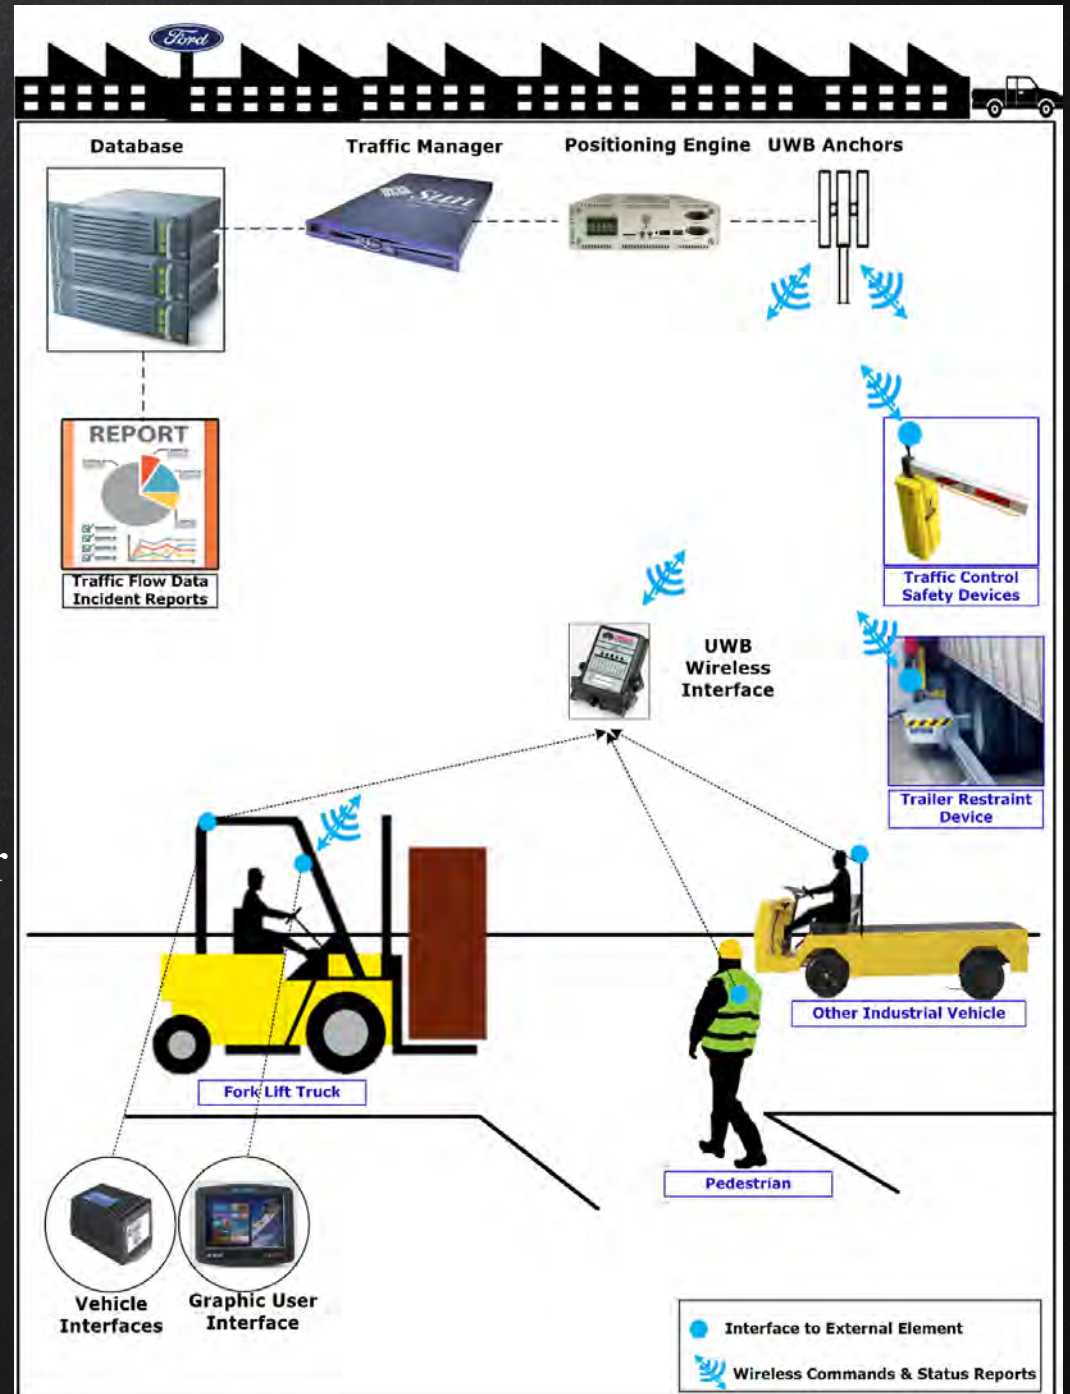 Ford
Database
Traffic Manager
Positioning Engine
UWB Anchors
Sun
REPORT
Traffic Flow Data
Incident Reports
Traffic Control
Safety Devices
UWB
Wireless
Interface
Trailer Restraint
Device
Other Industrial Vehicle
Fork Lift Truck
Pedestrian
Vehicle
Interfaces
Graphic User
Interface
Interface to External Element
Wireless Commands & Status Reports